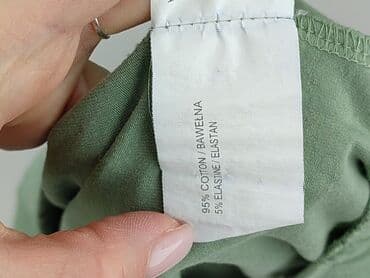 95% COTTON / BAWEŁNA
5% ELASTINE / ELASTAN